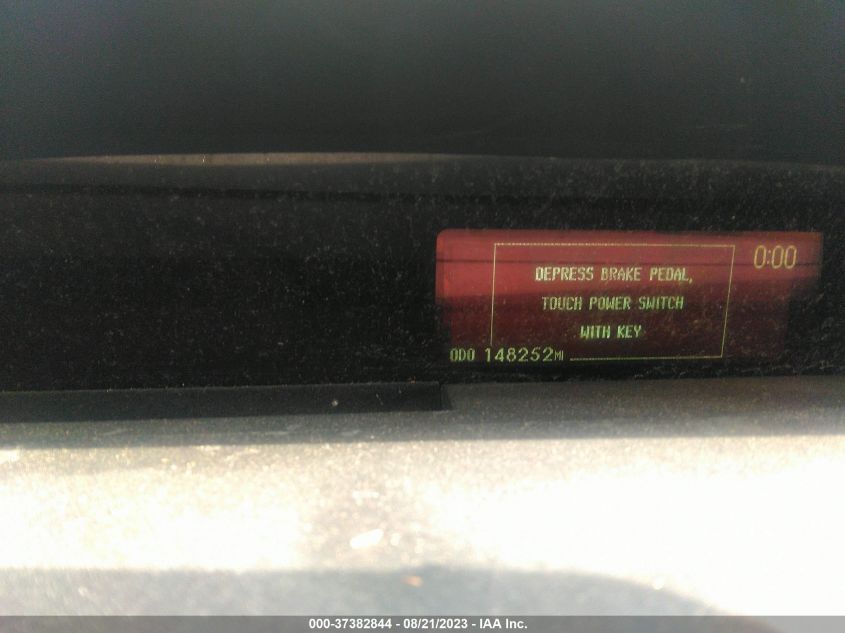 0:00
DEPRESS BRAKE PEDAL,
TOUCH POWER SWITCH
WITH KEY
ODO 148252MI
000-37382844 - 08/21/2023 - IAA Inc.